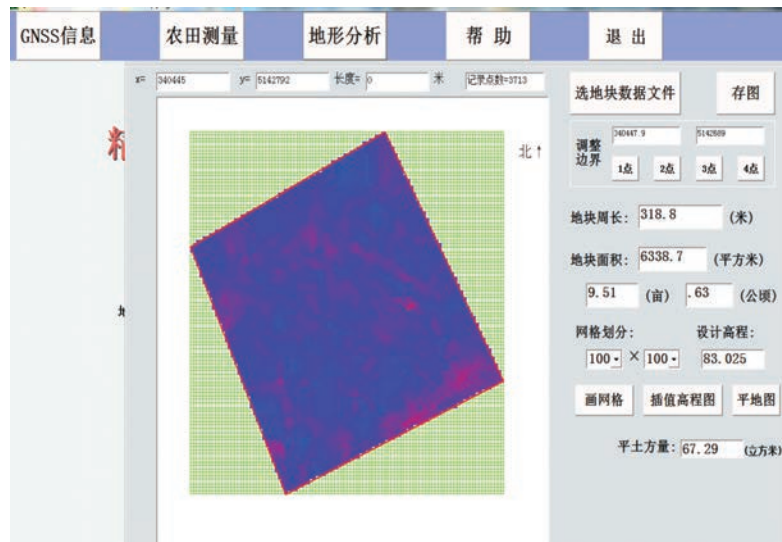 GNSS信息 农田测量 地形分析 帮 助 退 出
x= 340445 y= 5142792 长度= 0 米 记录点数=3713
选地块数据文件 存图
北↑
调整边界 340447.9 5142689
1点 2点 3点 4点
地块周长: 318.8 (米)
地块面积: 6338.7 (平方米)
9.51 (亩) .63 (公顷)
网格划分: 设计高程:
100 × 100 83.025
画网格 插值高程图 平地图
平土方量: 67.29 (立方米)